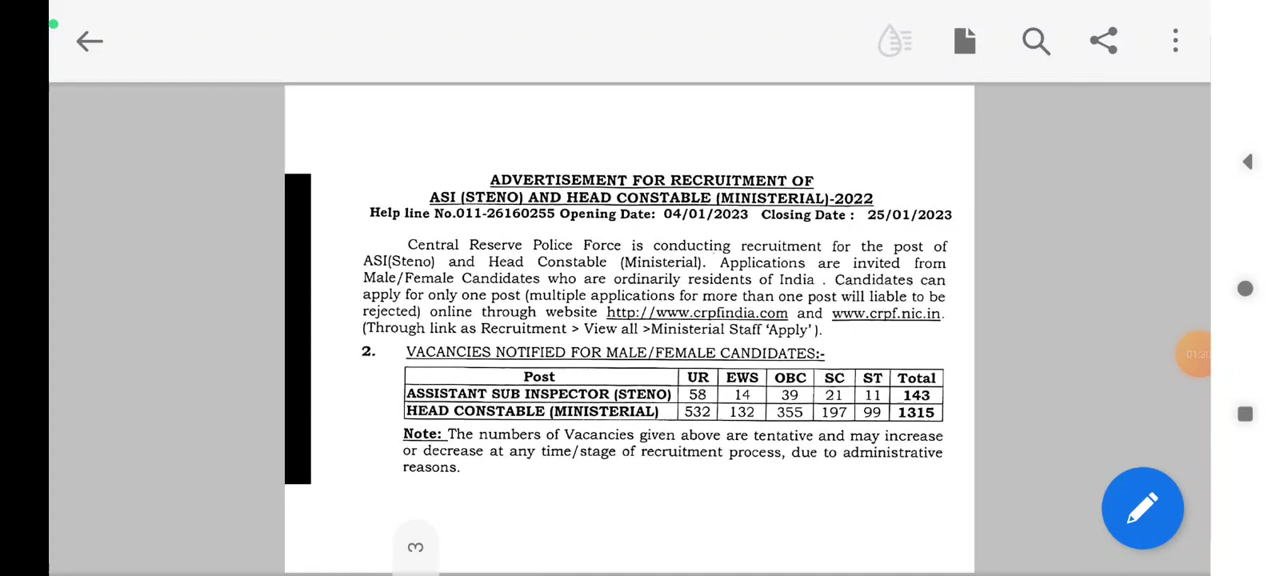 ADVERTISEMENT FOR RECRUITMENT OF
ASI (STENO) AND HEAD CONSTABLE (MINISTERIAL)-2022
Help line No.011-26160255 Opening Date: 04/01/2023 Closing Date : 25/01/2023
Central Reserve Police Force is conducting recruitment for the post of
ASI(Steno) and Head Constable (Ministerial). Applications are invited from
Male/Female Candidates who are ordinarily residents of India . Candidates can
apply for only one post (multiple applications for more than one post will liable to be
rejected) online through website http://www.crpfindia.com and www.crpf.nic.in.
(Through link as Recruitment > View all >Ministerial Staff 'Apply' ).
2. VACANCIES NOTIFIED FOR MALE/FEMALE CANDIDATES:-
Post UR EWS OBC SC ST Total
ASSISTANT SUB INSPECTOR (STENO) 58 14 39 21 11 143
HEAD CONSTABLE (MINISTERIAL) 532 132 355 197 99 1315
Note: The numbers of Vacancies given above are tentative and may increase
or decrease at any time/stage of recruitment process, due to administrative
reasons.
3